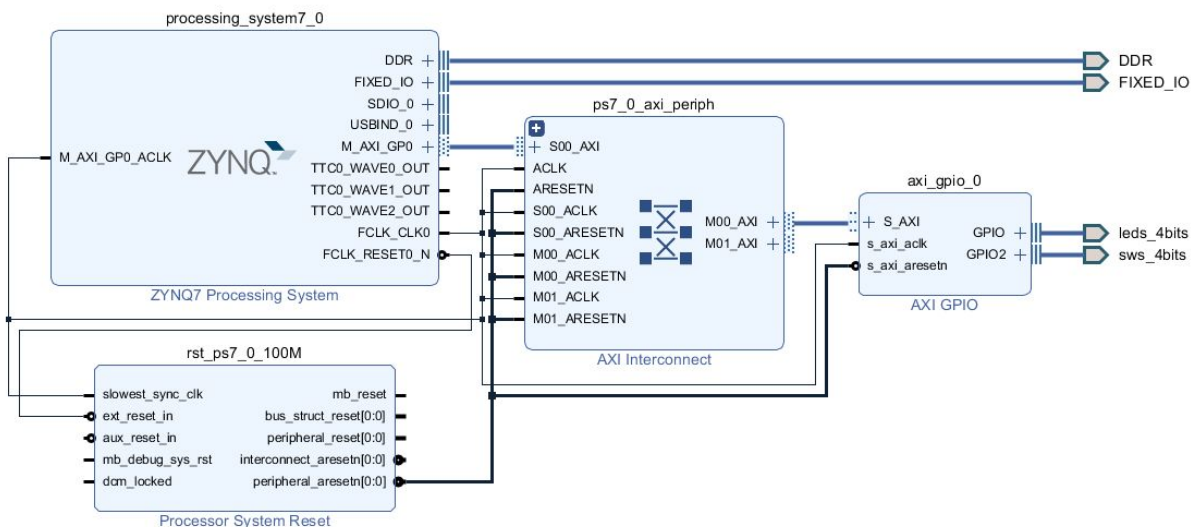 processing_system7_0
DDR
FIXED_IO
SDIO_0
USBIND_0
M_AXI_GP0
TTC0_WAVE0_OUT
TTC0_WAVE1_OUT
TTC0_WAVE2_OUT
FCLK_CLK0
FCLK_RESET0_N
M_AXI_GP0_ACLK
ZYNQ
ZYNQ7 Processing System
ps7_0_axi_periph
S00_AXI
ACLK
ARESETN
S00_ACLK
S00_ARESETN
M00_ACLK
M00_ARESETN
M01_ACLK
M01_ARESETN
M00_AXI
M01_AXI
AXI Interconnect
axi_gpio_0
S_AXI
s_axi_aclk
s_axi_aresetn
GPIO
GPIO2
AXI GPIO
DDR
FIXED_IO
leds_4bits
sws_4bits
rst_ps7_0_100M
slowest_sync_clk
ext_reset_in
aux_reset_in
mb_debug_sys_rst
dcm_locked
mb_reset
bus_struct_reset[0:0]
peripheral_reset[0:0]
interconnect_aresetn[0:0]
peripheral_aresetn[0:0]
Processor System Reset